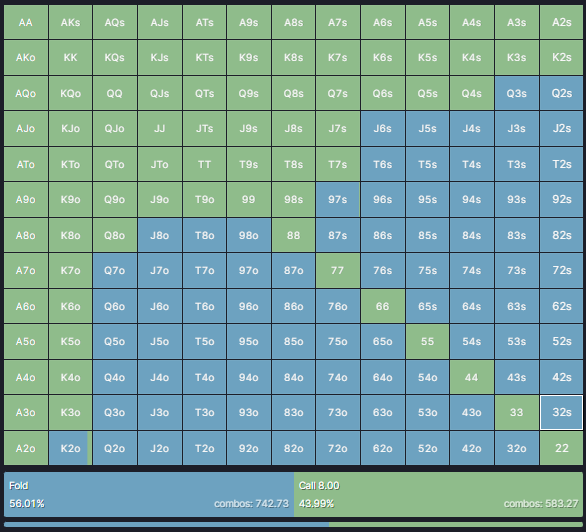 AA AKs AQs AJs ATs A9s A8s A7s A6s A5s A4s A3s A2s
AKo KK KQs KJs KTs K9s K8s K7s K6s K5s K4s K3s K2s
AQo KQo QQ QJs QTs Q9s Q8s Q7s Q6s Q5s Q4s Q3s Q2s
AJo KJo QJo JJ JTs J9s J8s J7s J6s J5s J4s J3s J2s
ATo KTo QTo JTo TT T9s T8s T7s T6s T5s T4s T3s T2s
A9o K9o Q9o J9o T9o 99 98s 97s 96s 95s 94s 93s 92s
A8o K8o Q8o J8o T8o 98o 88 87s 86s 85s 84s 83s 82s
A7o K7o Q7o J7o T7o 97o 87o 77 76s 75s 74s 73s 72s
A6o K6o Q6o J6o T6o 96o 86o 76o 66 65s 64s 63s 62s
A5o K5o Q5o J5o T5o 95o 85o 75o 65o 55 54s 53s 52s
A4o K4o Q4o J4o T4o 94o 84o 74o 64o 54o 44 43s 42s
A3o K3o Q3o J3o T3o 93o 83o 73o 63o 53o 43o 33 32s
A2o K2o Q2o J2o T2o 92o 82o 72o 62o 52o 42o 32o 22
Fold Call 8.00
56.01% combos: 742.73 43.99% combos: 583.27